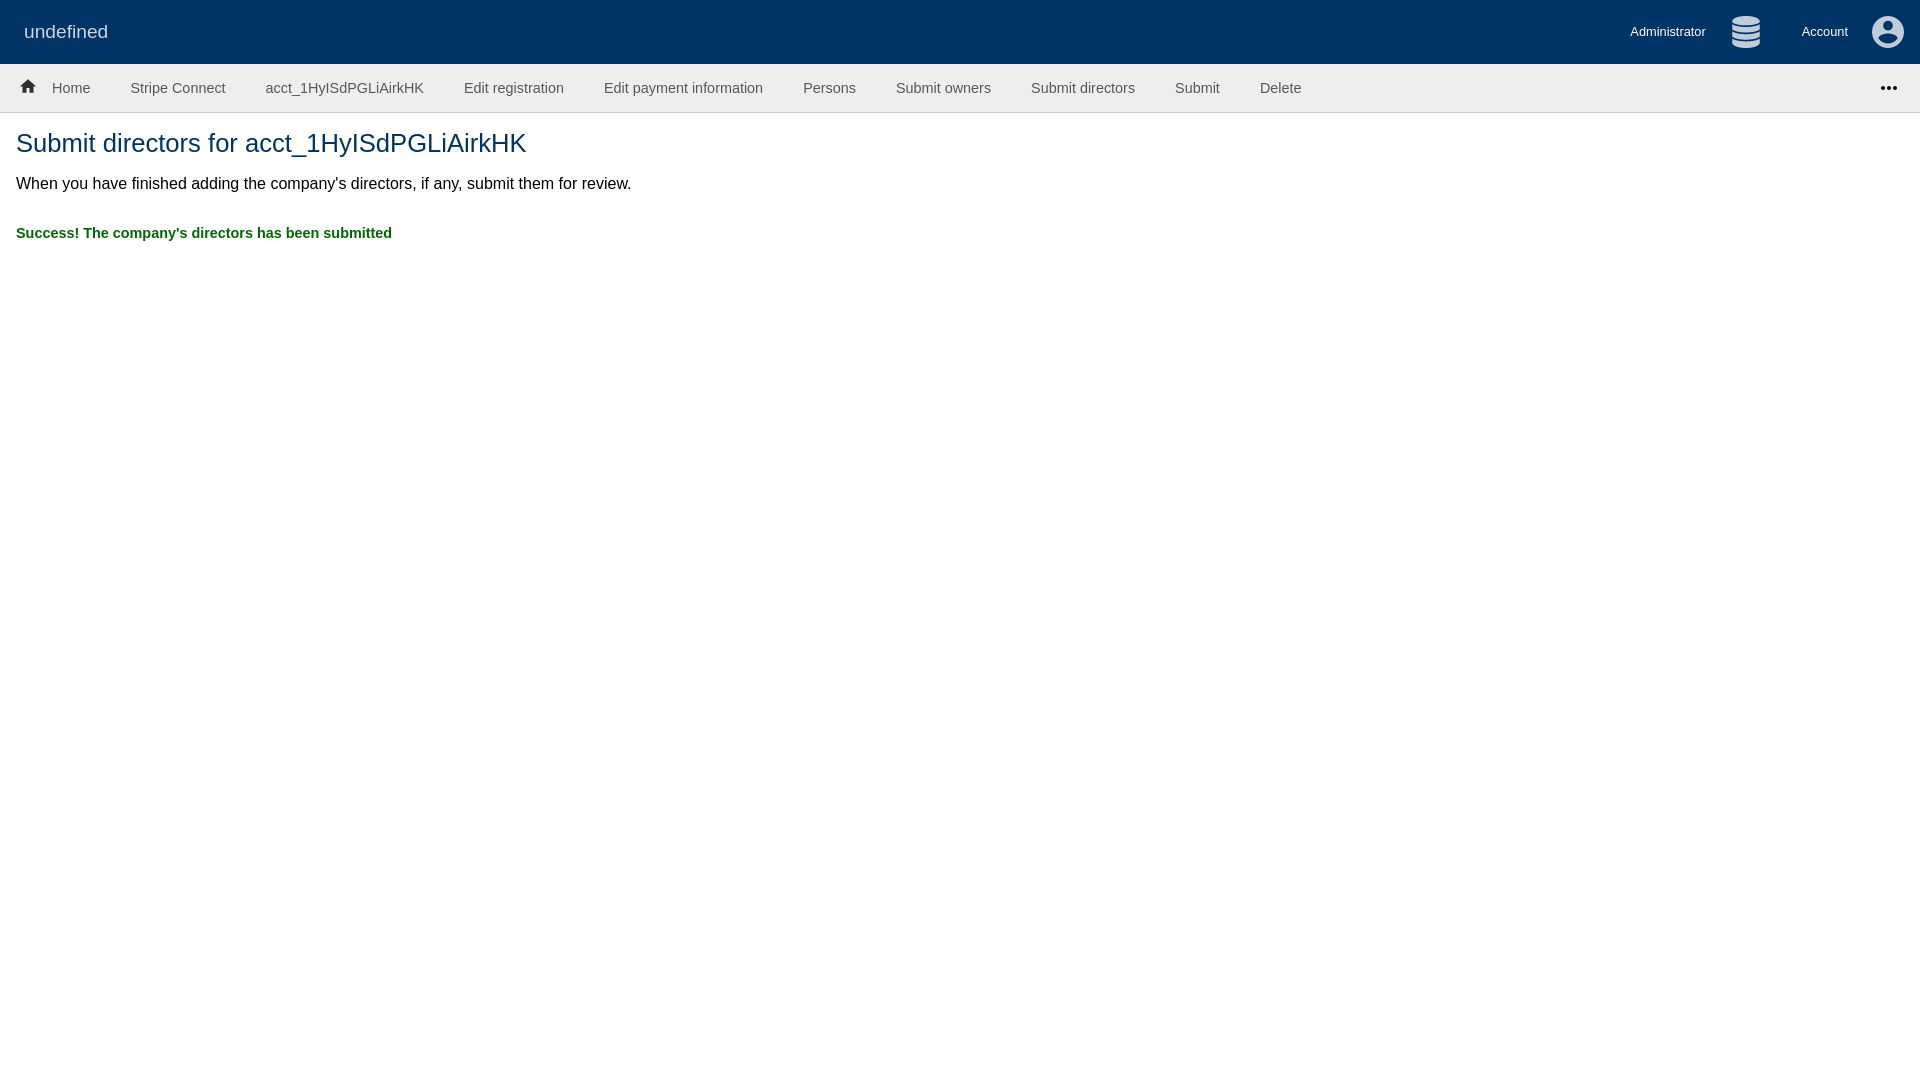 undefined
Administrator
Account
Home
Stripe Connect
acct_1HyISdPGLiAirkHK
Edit registration
Edit payment information
Persons
Submit owners
Submit directors
Submit
Delete
Submit directors for acct_1HyISdPGLiAirkHK
When you have finished adding the company's directors, if any, submit them for review.
Success! The company's directors has been submitted